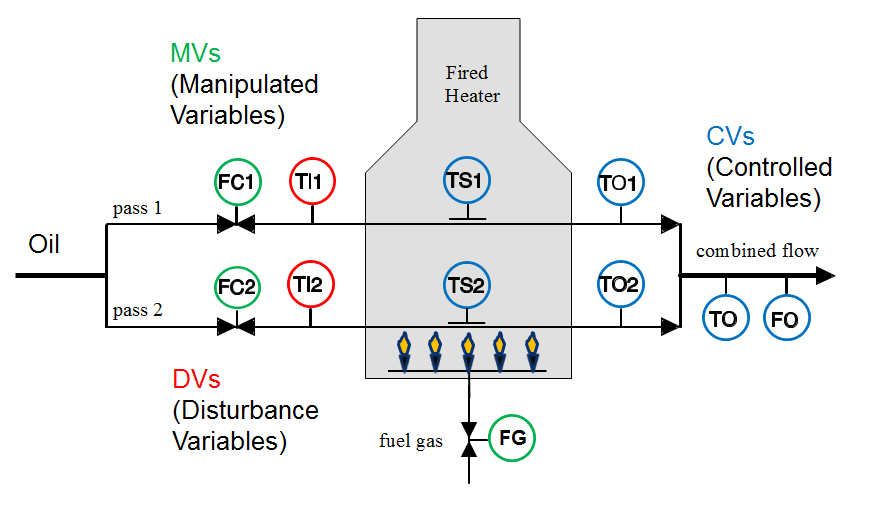 MVs
(Manipulated
Variables)
Fired
Heater
CVs
(Controlled
Variables)
FC1
TI1
TS1
TO1
pass 1
Oil
combined flow
FC2
TI2
TS2
TO2
pass 2
TO
FO
DVs
(Disturbance
Variables)
fuel gas
FG